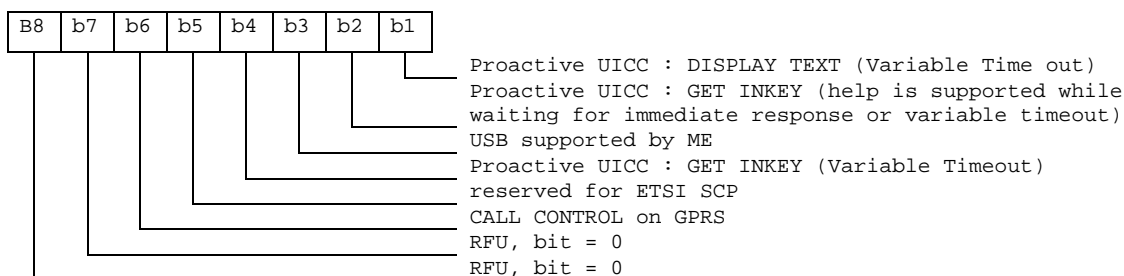 B8 b7 b6 b5 b4 b3 b2 b1
Proactive UICC : DISPLAY TEXT (Variable Time out)
Proactive UICC : GET INKEY (help is supported while
waiting for immediate response or variable timeout)
USB supported by ME
Proactive UICC : GET INKEY (Variable Timeout)
reserved for ETSI SCP
CALL CONTROL on GPRS
RFU, bit = 0
RFU, bit = 0